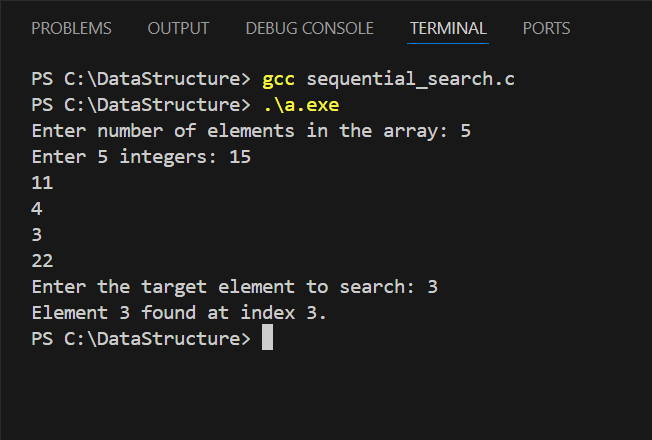 PROBLEMS OUTPUT DEBUG CONSOLE TERMINAL PORTS
PS C:\DataStructure> gcc sequential_search.c
PS C:\DataStructure> .\a.exe
Enter number of elements in the array: 5
Enter 5 integers: 15
11
4
3
22
Enter the target element to search: 3
Element 3 found at index 3.
PS C:\DataStructure>